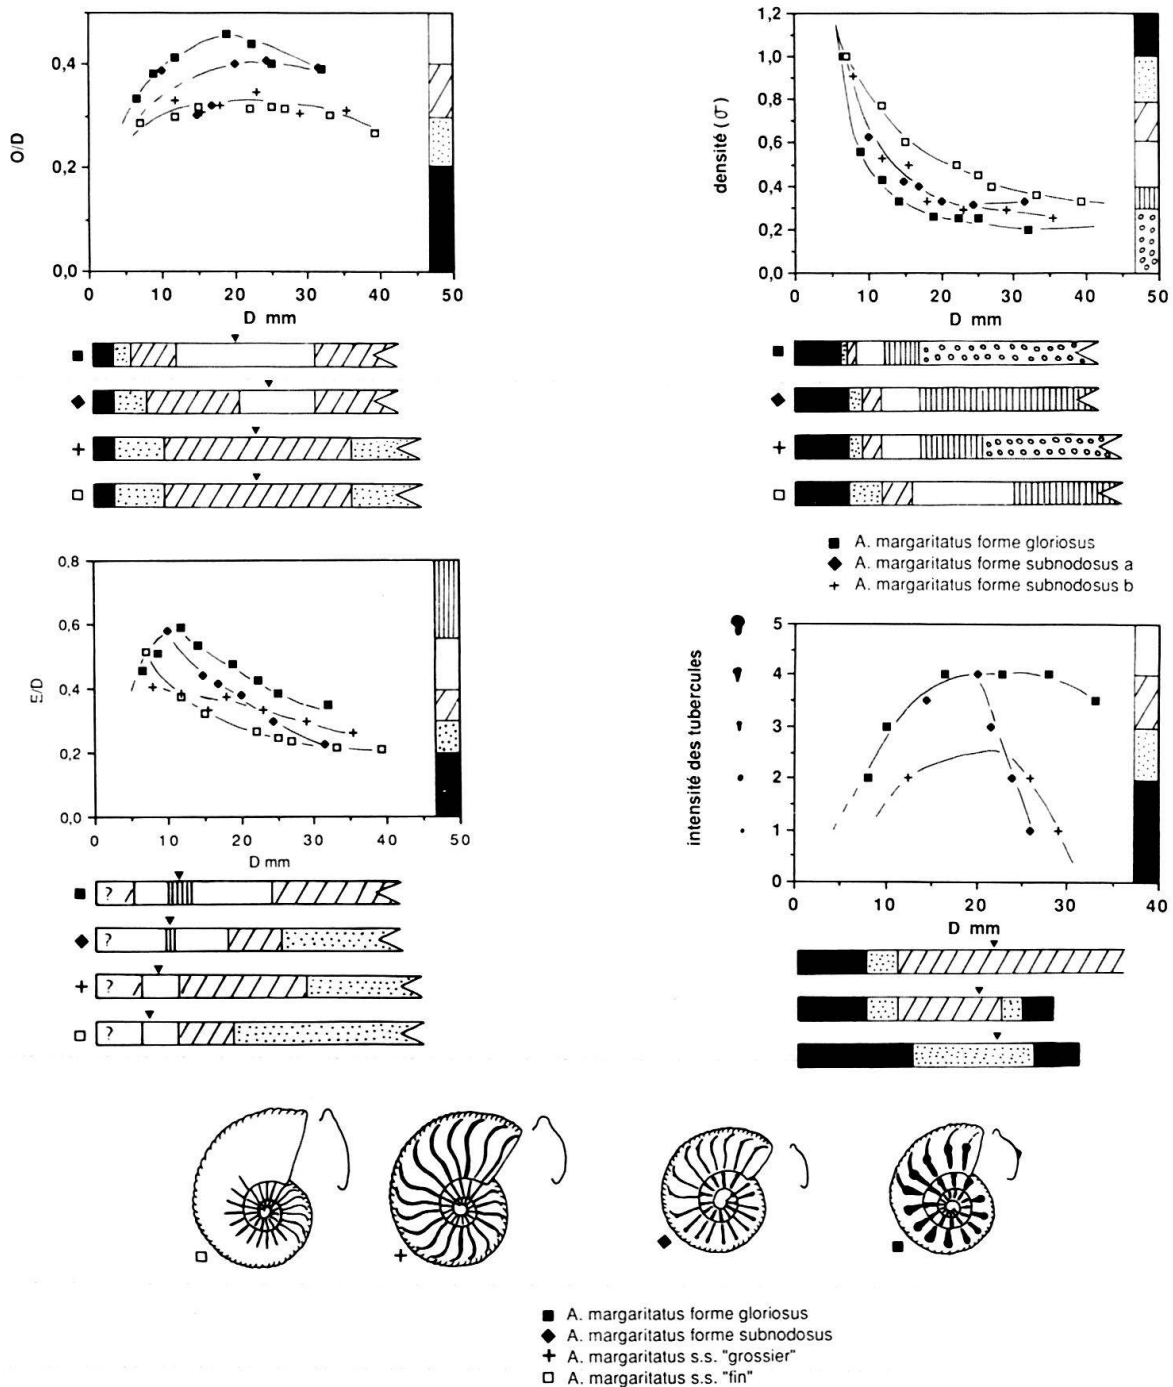 O/D
0,4
0,2
0,0
0 10 20 30 40 50
D mm
densité (σ)
1,2
1,0
0,8
0,6
0,4
0,2
0,0
0 10 20 30 40 50
D mm
A. margaritatus forme gloriosus
A. margaritatus forme subnodosus a
A. margaritatus forme subnodosus b
E/D
0,8
0,6
0,4
0,2
0,0
0 10 20 30 40 50
D mm
?
?
?
?
intensité des tubercules
5
4
3
2
1
0 10 20 30 40
D mm
A. margaritatus forme gloriosus
A. margaritatus forme subnodosus
A. margaritatus s.s. "grossier"
A. margaritatus s.s. "fin"